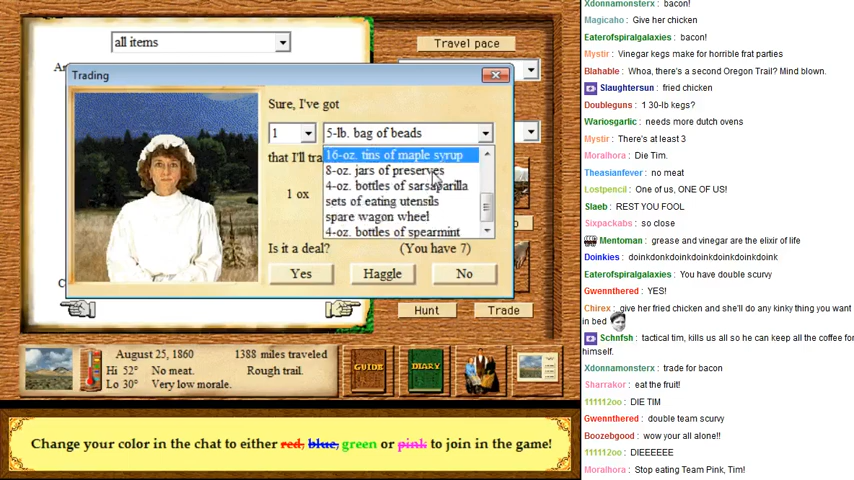 all items
Travel pace
Ar
Trading
Sure, I've got
1
5-lb. bag of beads
that I'll tra
16-oz. tins of maple syrup
8-oz. jars of preserves
4-oz. bottles of sarsaparilla
sets of eating utensils
spare wagon wheel
4-oz. bottles of spearmint
1 ox
Is it a deal?
(You have 7)
Yes
Haggle
No
C
Hunt
Trade
August 25, 1860
1388 miles traveled
Hi 52°
No meat.
Rough trail.
Lo 30°
Very low morale.
GUIDE
DIARY
Change your color in the chat to either red, blue, green or pink to join in the game!
Xdonnamonsterx : bacon!
Magicaho : Give her chicken
Eaterofspiralgalaxies : bacon!
Mystir : Vinegar kegs make for horrible frat parties
Blahable : Whoa, there's a second Oregon Trail? Mind blown.
Slaughtersun : fried chicken
Doubleguns : 1 30-lb kegs?
Wariosgarlic : needs more dutch ovens
Mystir : There's at least 3
Moralhora : Die Tim.
Theasianfever : no meat
Lostpencil : One of us, ONE OF US!
Slaeb : REST YOU FOOL
Sixpackabs : so close
Mentoman : grease and vinegar are the elixir of life
Doinkies : doinkdonkdoinkdoinkdoinkdoinkdoink
Eaterofspiralgalaxies : You have double scurvy
Gwennthered : YES!
Chirex : give her fried chicken and she'll do any kinky thing you want
in bed
Schnfsh : tactical tim, kills us all so he can keep all the coffee for
himself.
Xdonnamonsterx : trade for bacon
Sharrakor : eat the fruit!
111112oo : DIE TIM
Gwennthered : double team scurvy
Boozebgood : wow your all alone!!
111112oo : DIEEEEEE
Moralhora : Stop eating Team Pink, Tim!